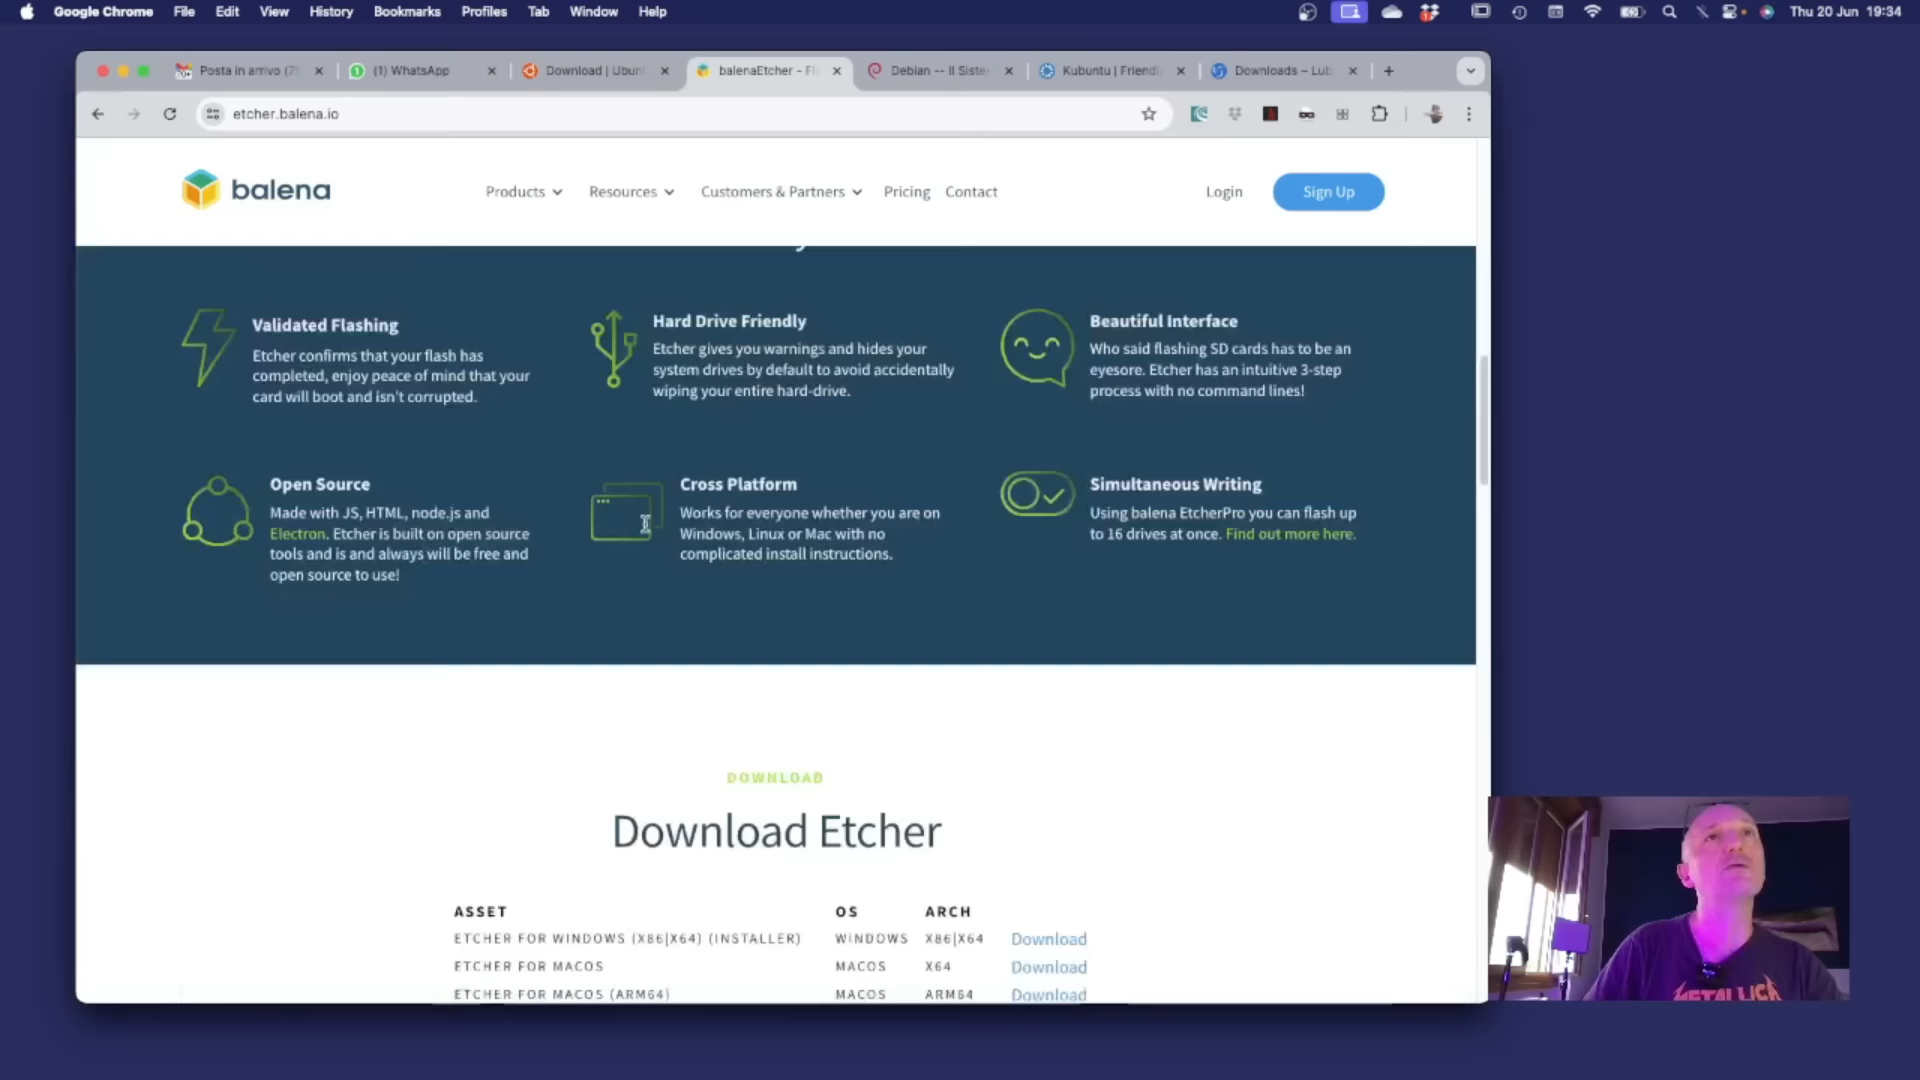 Google Chrome File Edit View History Bookmarks Profiles Tab Window Help Thu 20 Jun 19:34
Posta in arrivo (1) WhatsApp Download | Ubun balenaEtcher - Fl Debian -- Il Siste Kubuntu | Friendl Downloads – Lub
etcher.balena.io
balena Products Resources Customers & Partners Pricing Contact Login Sign Up
Validated Flashing
Etcher confirms that your flash has
completed, enjoy peace of mind that your
card will boot and isn't corrupted.
Hard Drive Friendly
Etcher gives you warnings and hides your
system drives by default to avoid accidentally
wiping your entire hard-drive.
Beautiful Interface
Who said flashing SD cards has to be an
eyesore. Etcher has an intuitive 3-step
process with no command lines!
Open Source
Made with JS, HTML, node.js and
Electron. Etcher is built on open source
tools and is and always will be free and
open source to use!
Cross Platform
Works for everyone whether you are on
Windows, Linux or Mac with no
complicated install instructions.
Simultaneous Writing
Using balena EtcherPro you can flash up
to 16 drives at once. Find out more here.
DOWNLOAD
Download Etcher
ASSET OS ARCH
ETCHER FOR WINDOWS (X86|X64) (INSTALLER) WINDOWS X86|X64 Download
ETCHER FOR MACOS MACOS X64 Download
ETCHER FOR MACOS (ARM64) MACOS ARM64 Download
METALLICA